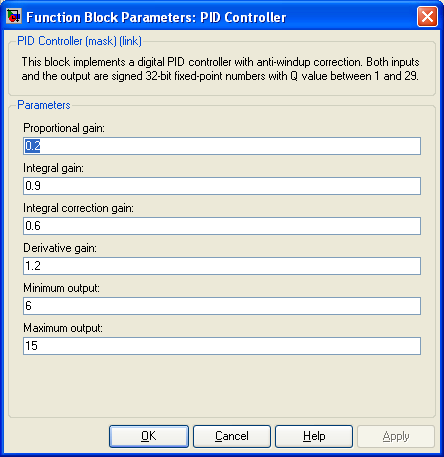 Function Block Parameters: PID Controller
PID Controller (mask) (link)
This block implements a digital PID controller with anti-windup correction. Both inputs
and the output are signed 32-bit fixed-point numbers with Q value between 1 and 29.
Parameters
Proportional gain:
0.2
Integral gain:
0.9
Integral correction gain:
0.6
Derivative gain:
1.2
Minimum output:
6
Maximum output:
15
OK Cancel Help Apply